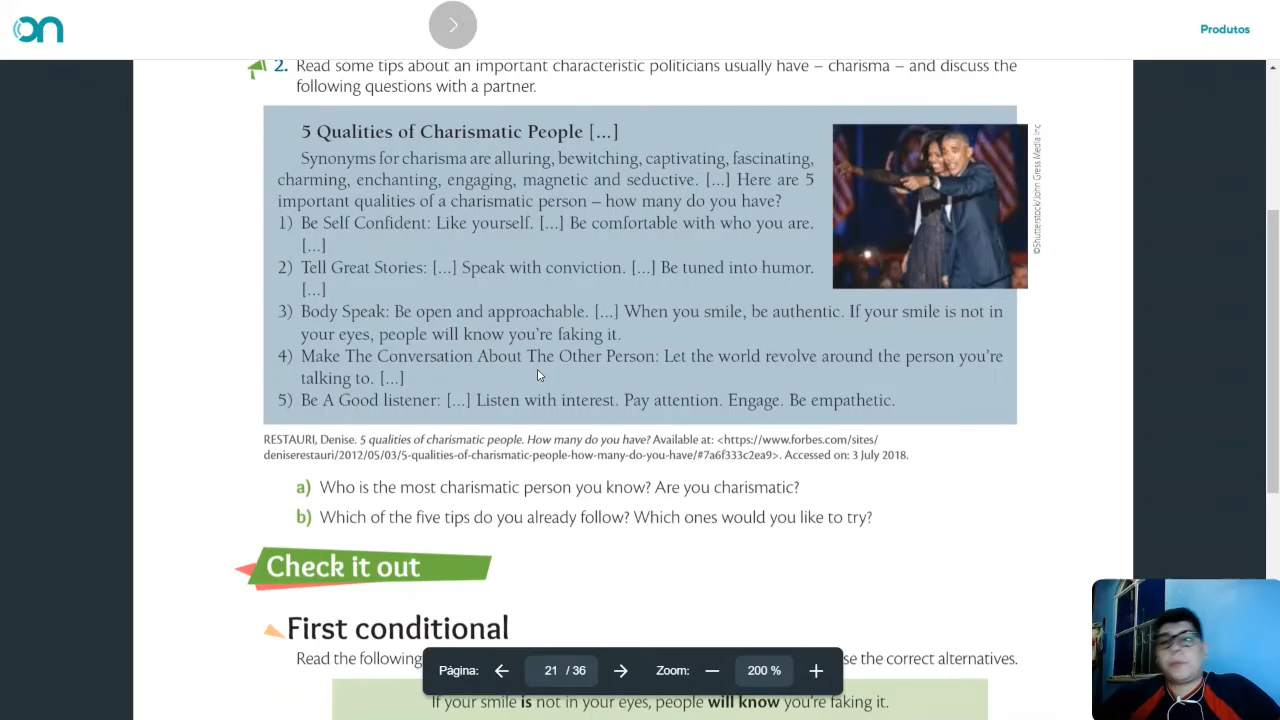 on
Produtos
2. Read some tips about an important characteristic politicians usually have – charisma – and discuss the
following questions with a partner.
5 Qualities of Charismatic People [...]
Synonyms for charisma are alluring, bewitching, captivating, fascinating,
charming, enchanting, engaging, magnetic and seductive. [...] Here are 5
important qualities of a charismatic person – how many do you have?
1) Be Self Confident: Like yourself. [...] Be comfortable with who you are.
[...]
2) Tell Great Stories: [...] Speak with conviction. [...] Be tuned into humor.
[...]
3) Body Speak: Be open and approachable. [...] When you smile, be authentic. If your smile is not in
your eyes, people will know you're faking it.
4) Make The Conversation About The Other Person: Let the world revolve around the person you're
talking to. [...]
5) Be A Good listener: [...] Listen with interest. Pay attention. Engage. Be empathetic.
©Shutterstock/John Gress Media Inc
RESTAURI, Denise. 5 qualities of charismatic people. How many do you have? Available at: <https://www.forbes.com/sites/
deniserestauri/2012/05/03/5-qualities-of-charismatic-people-how-many-do-you-have/#7a6f333c2ea9>. Accessed on: 3 July 2018.
a) Who is the most charismatic person you know? Are you charismatic?
b) Which of the five tips do you already follow? Which ones would you like to try?
Check it out
First conditional
Read the following se the correct alternatives.
Página: 21 / 36 Zoom: 200 %
If your smile is not in your eyes, people will know you're faking it.